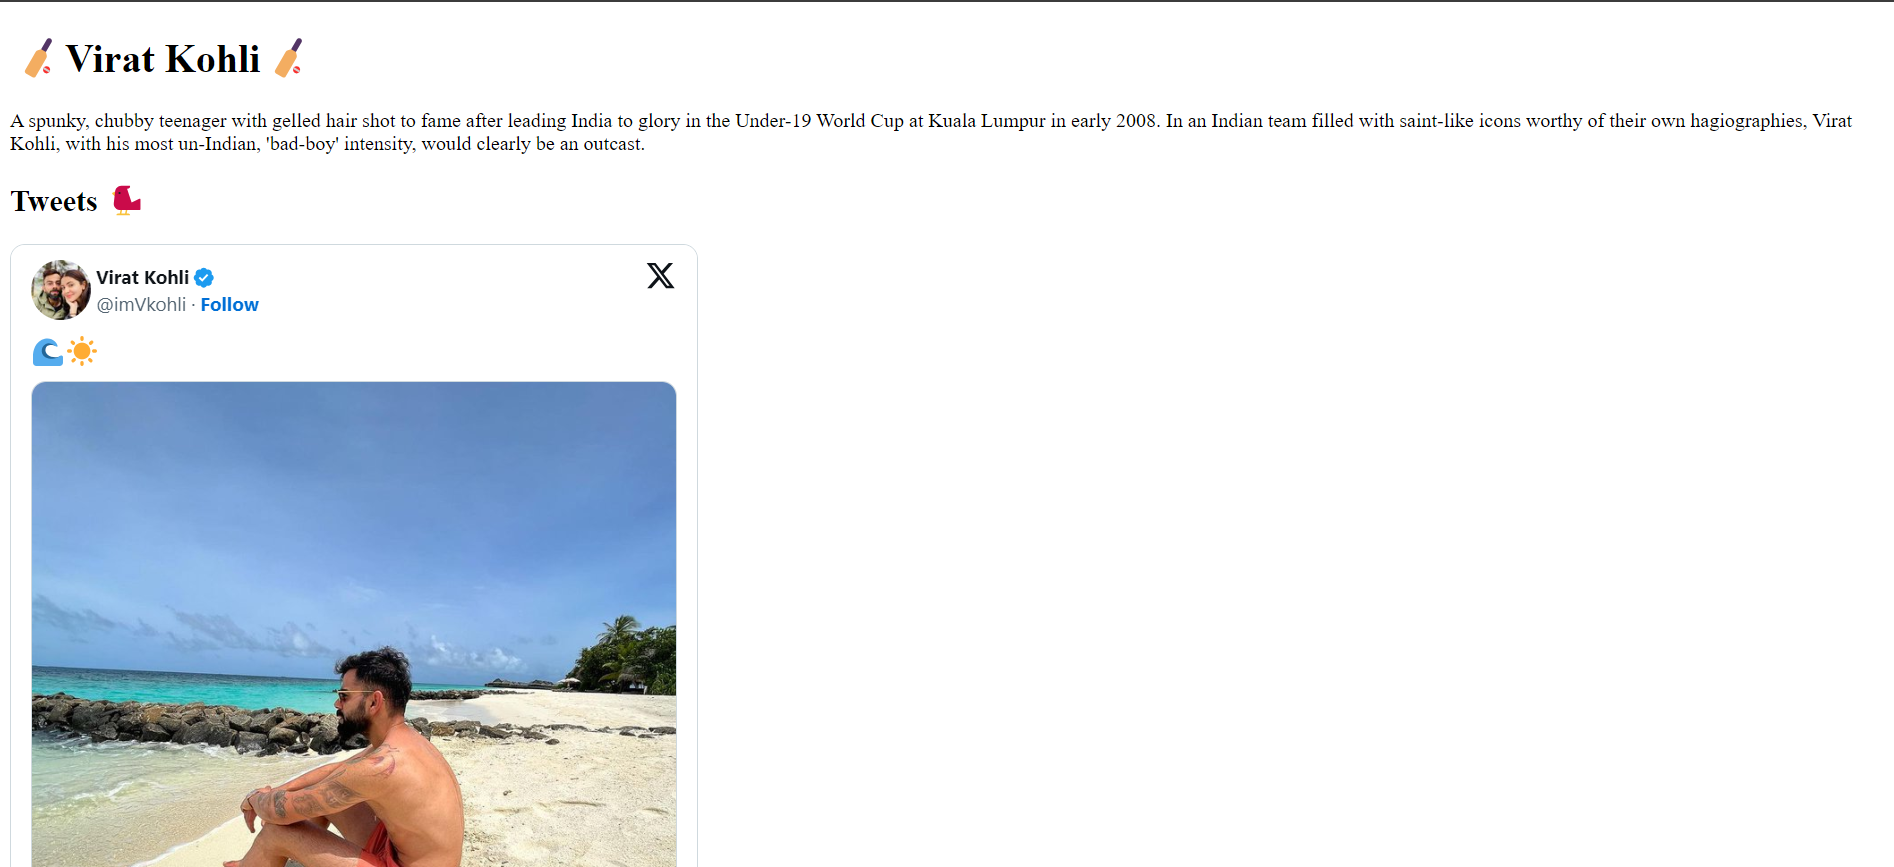 🏏 Virat Kohli 🏏
A spunky, chubby teenager with gelled hair shot to fame after leading India to glory in the Under-19 World Cup at Kuala Lumpur in early 2008. In an Indian team filled with saint-like icons worthy of their own hagiographies, Virat
Kohli, with his most un-Indian, 'bad-boy' intensity, would clearly be an outcast.
Tweets
Virat Kohli
@imVkohli · Follow
🌊☀️